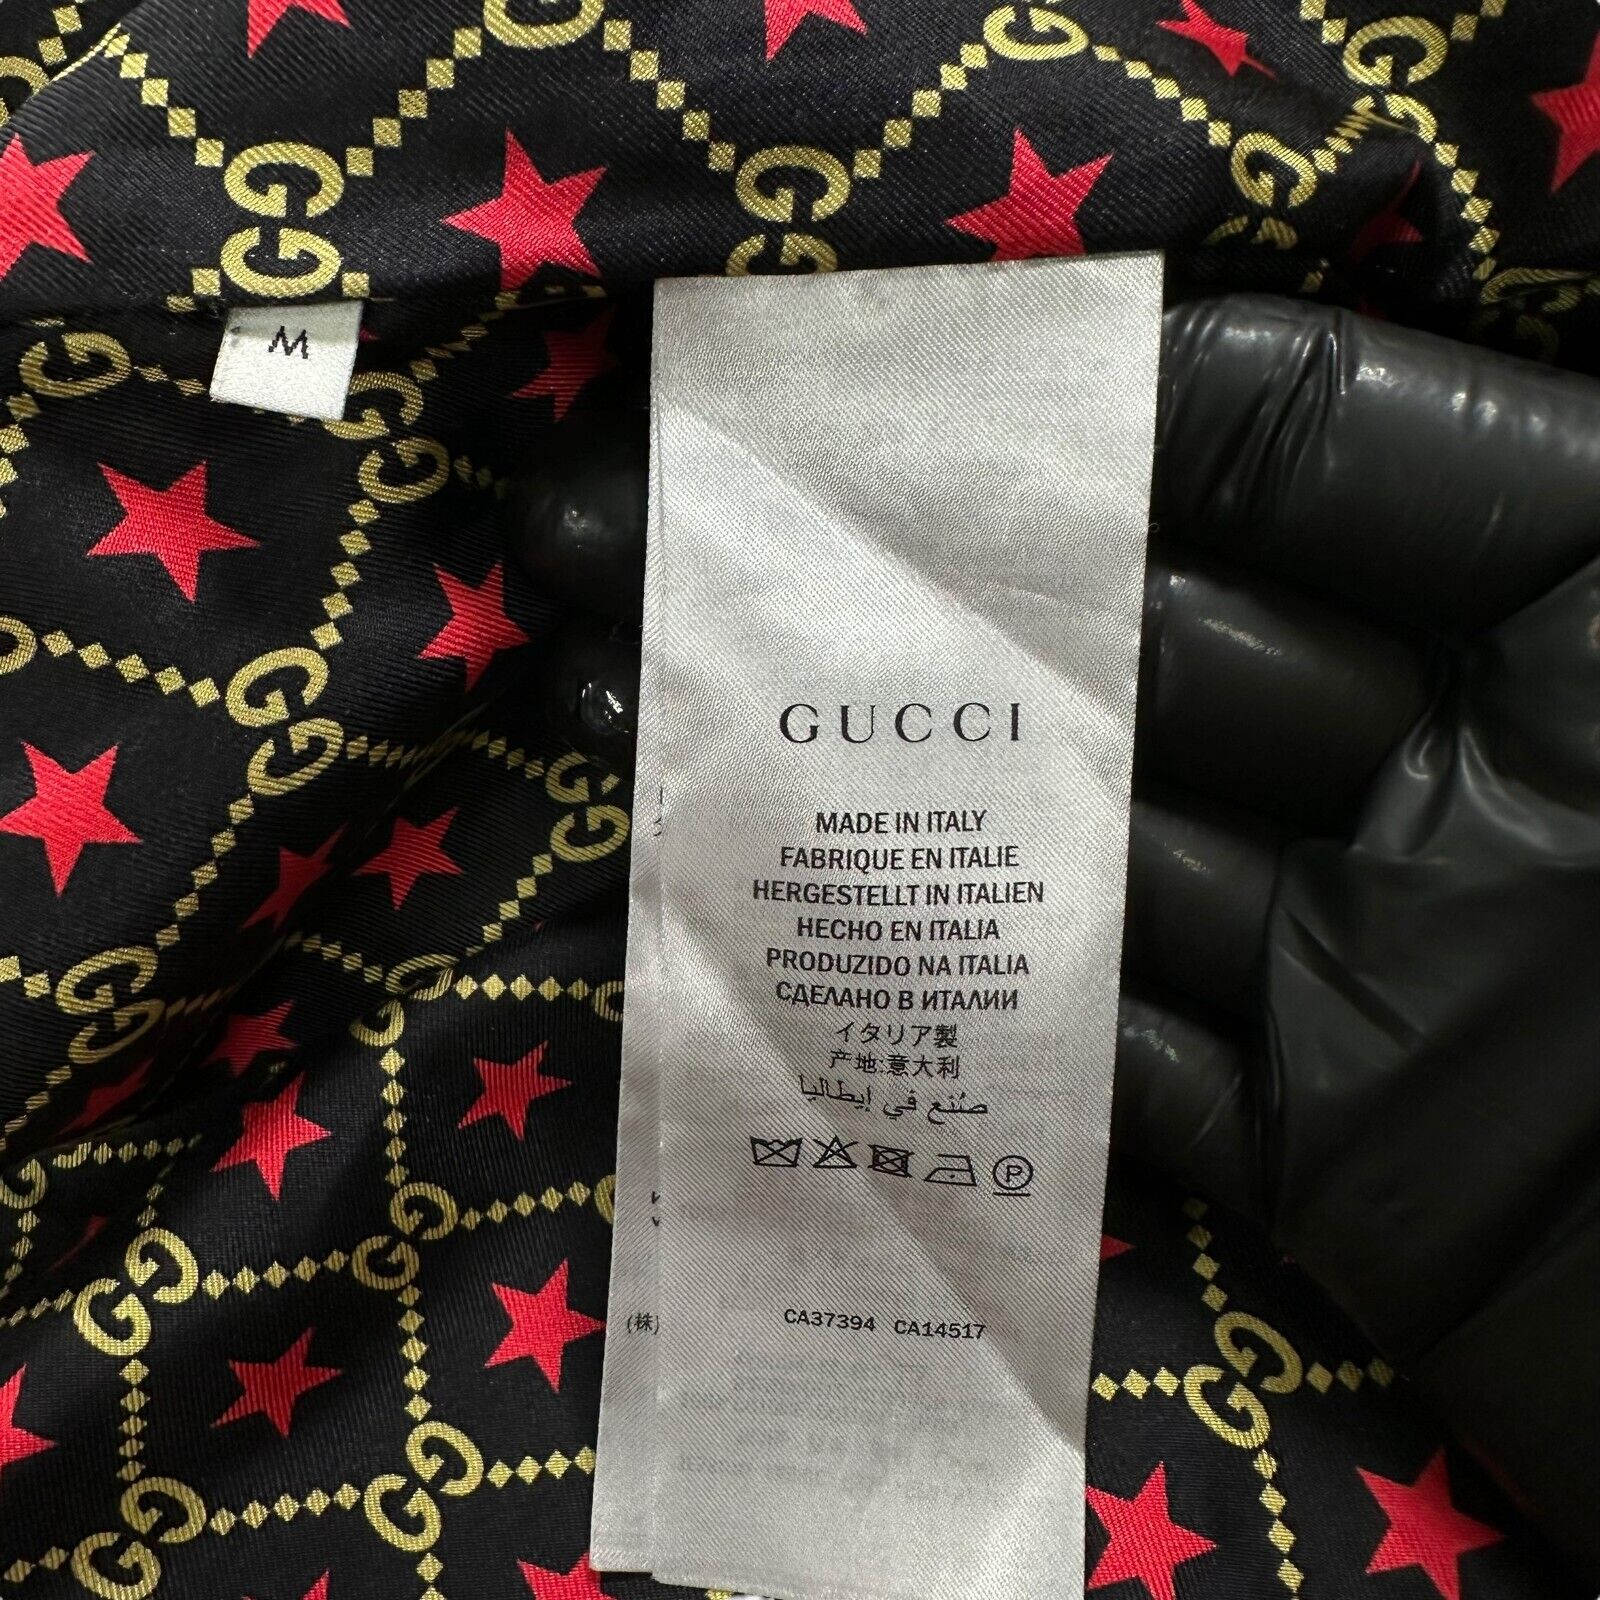 M
GUCCI
MADE IN ITALY
FABRIQUE EN ITALIE
HERGESTELLT IN ITALIEN
HECHO EN ITALIA
PRODUZIDO NA ITALIA
СДЕЛАНО В ИТАЛИИ
イタリア製
产地:意大利
صُنع في إيطاليا
P
(株)
CA37394 CA14517